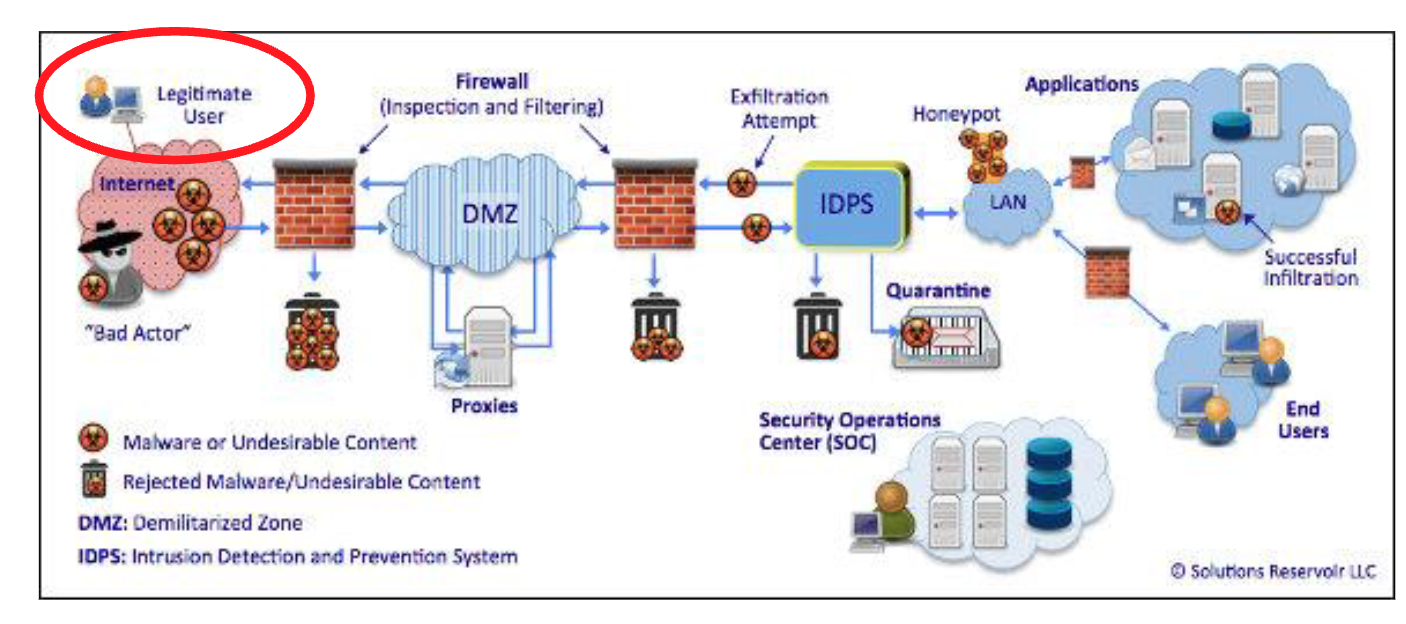 Legitimate
User
Firewall
(Inspection and Filtering)
Exfiltration
Attempt
Honeypot
Applications
Internet
DMZ
IDPS
LAN
Successful
Infiltration
"Bad Actor"
Quarantine
Proxies
End
Users
Security Operations
Center (SOC)
Malware or Undesirable Content
Rejected Malware/Undesirable Content
DMZ: Demilitarized Zone
IDPS: Intrusion Detection and Prevention System
© Solutions Reservoir LLC